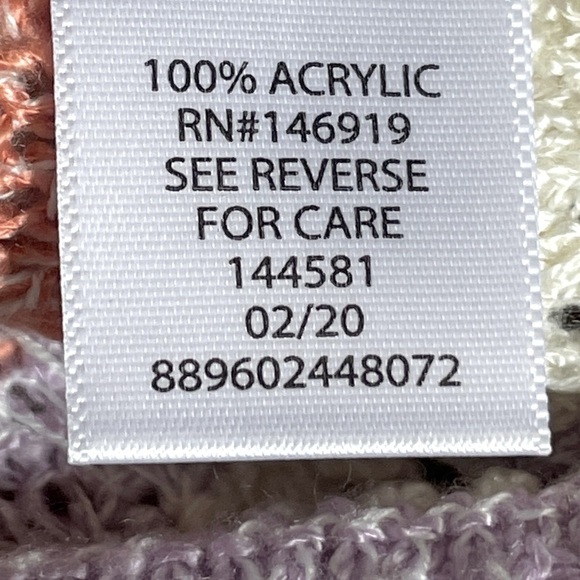 100% ACRYLIC
RN#146919
SEE REVERSE
FOR CARE
144581
02/20
889602448072